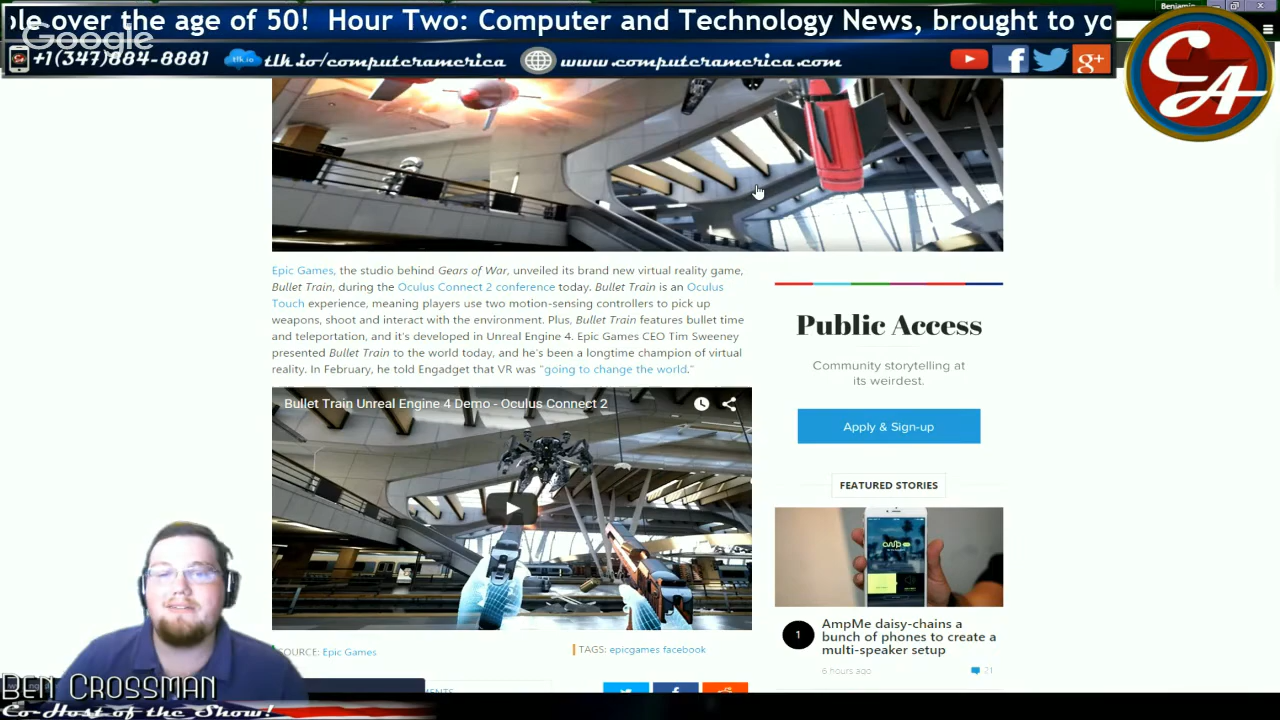 ole over the age of 50! Hour Two: Computer and Technology News, brought to yo
Benjamin
Google
+1(347)884-8881
tlk.io/computeramerica
www.computeramerica.com
CA
Epic Games, the studio behind Gears of War, unveiled its brand new virtual reality game,
Bullet Train, during the Oculus Connect 2 conference today. Bullet Train is an Oculus
Touch experience, meaning players use two motion-sensing controllers to pick up
weapons, shoot and interact with the environment. Plus, Bullet Train features bullet time
and teleportation, and it's developed in Unreal Engine 4. Epic Games CEO Tim Sweeney
presented Bullet Train to the world today, and he's been a longtime champion of virtual
reality. In February, he told Engadget that VR was "going to change the world."
Bullet Train Unreal Engine 4 Demo - Oculus Connect 2
SOURCE: Epic Games
TAGS: epicgames facebook
Public Access
Community storytelling at
its weirdest.
Apply & Sign-up
FEATURED STORIES
amp
1
AmpMe daisy-chains a
bunch of phones to create a
multi-speaker setup
6 hours ago
21
Ben Crossman
Co-Host of the Show!